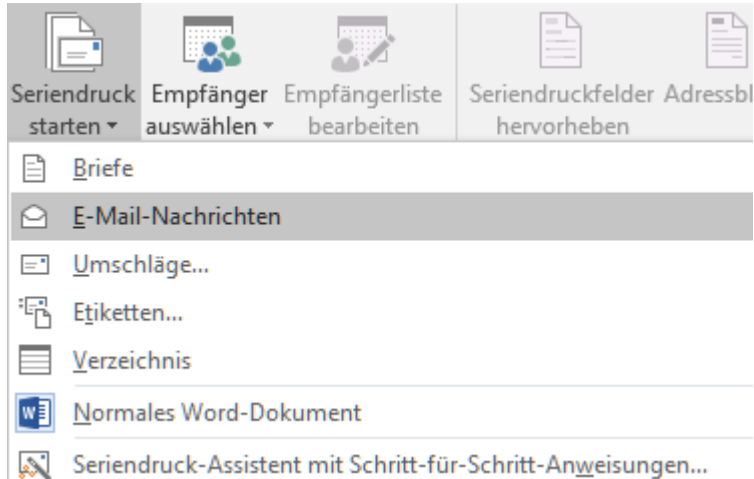 Seriendruck Empfänger Empfängerliste Seriendruckfelder
starten auswählen bearbeiten hervorheben
Briefe
E-Mail-Nachrichten
Umschläge...
Etiketten...
Verzeichnis
Normales Word-Dokument
Seriendruck-Assistent mit Schritt-für-Schritt-Anweisungen...